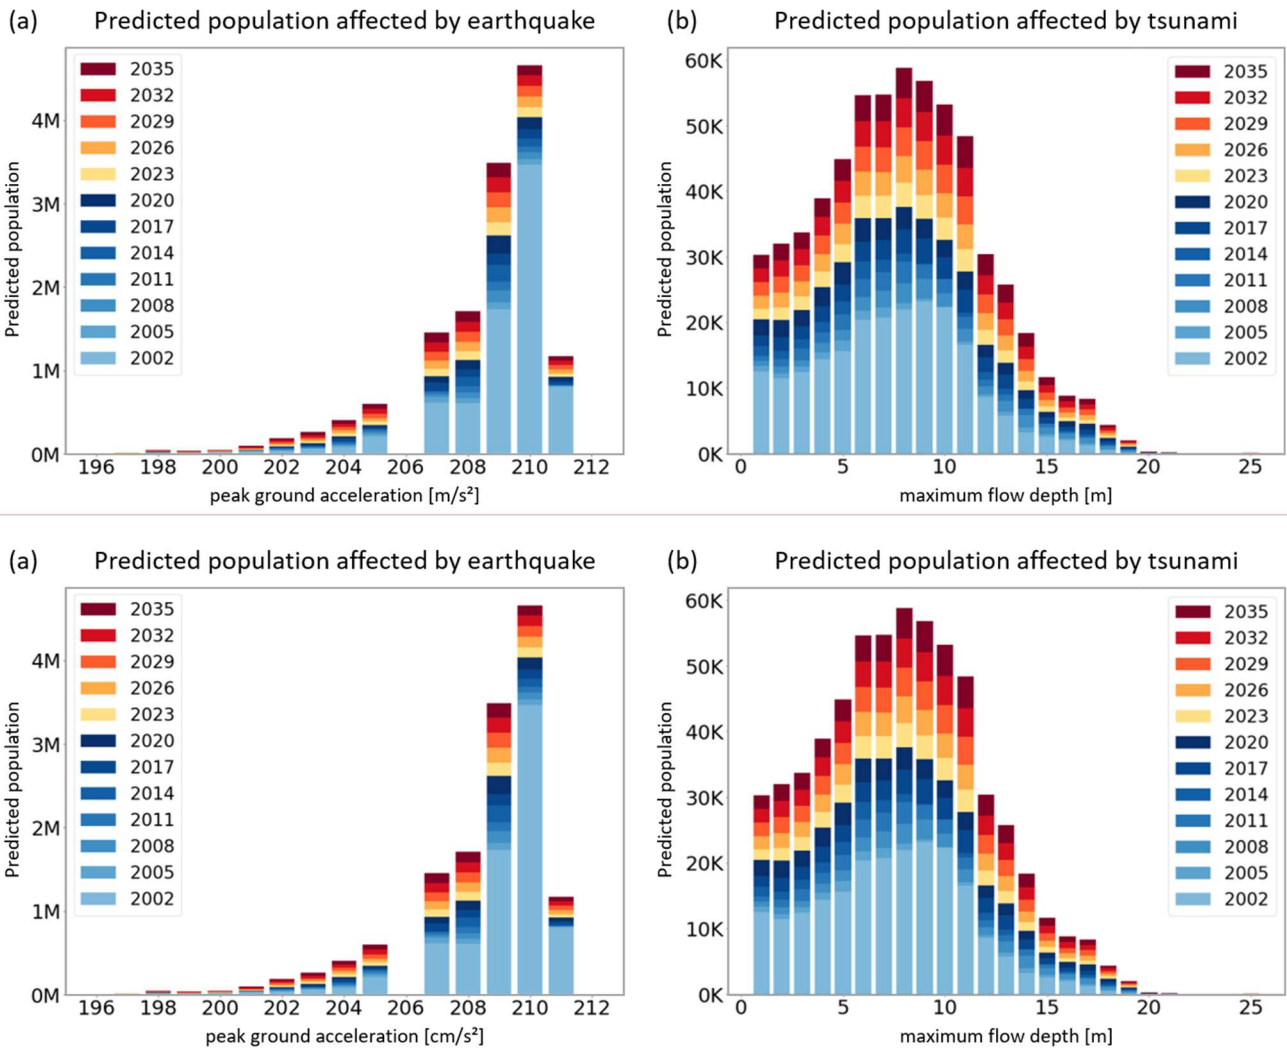 (a) Predicted population affected by earthquake
Predicted population
4M
3M
2M
1M
0M
2035
2032
2029
2026
2023
2020
2017
2014
2011
2008
2005
2002
196 198 200 202 204 206 208 210 212
peak ground acceleration [m/s²]
(b) Predicted population affected by tsunami
Predicted population
60K
50K
40K
30K
20K
10K
0K
2035
2032
2029
2026
2023
2020
2017
2014
2011
2008
2005
2002
0 5 10 15 20 25
maximum flow depth [m]
(a) Predicted population affected by earthquake
Predicted population
4M
3M
2M
1M
0M
2035
2032
2029
2026
2023
2020
2017
2014
2011
2008
2005
2002
196 198 200 202 204 206 208 210 212
peak ground acceleration [cm/s²]
(b) Predicted population affected by tsunami
Predicted population
60K
50K
40K
30K
20K
10K
0K
2035
2032
2029
2026
2023
2020
2017
2014
2011
2008
2005
2002
0 5 10 15 20 25
maximum flow depth [m]